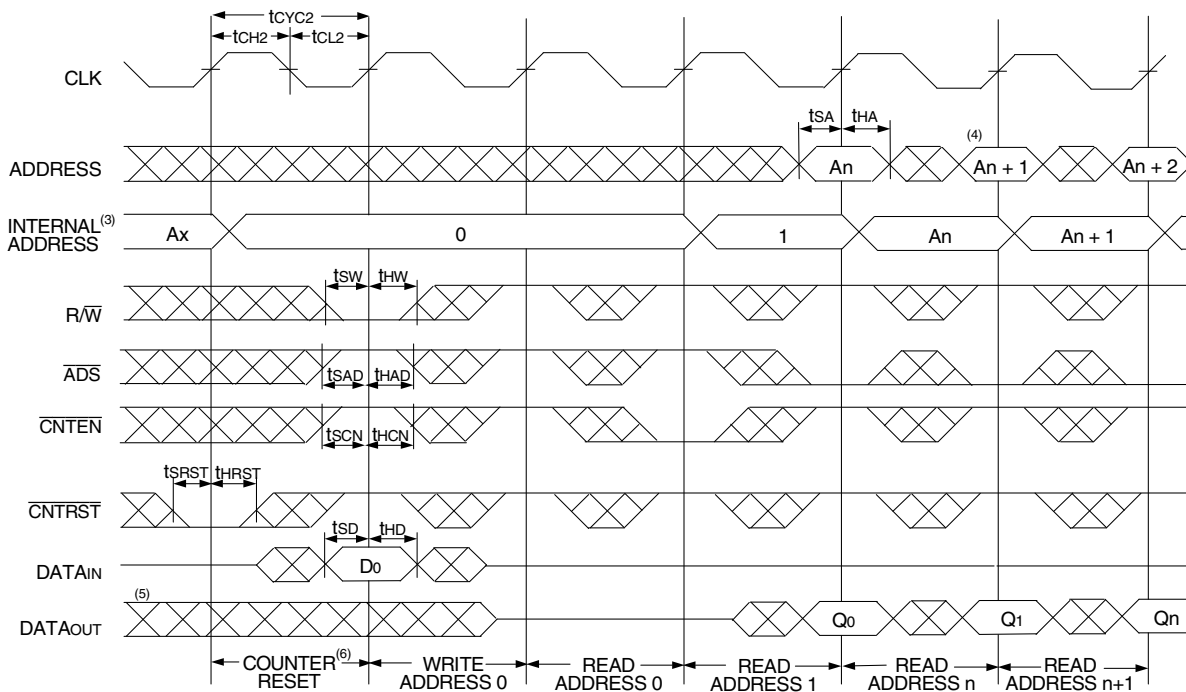 tCYC2
tCH2 tCL2
CLK
tSA tHA
ADDRESS An (4) An + 1 An + 2
INTERNAL(3)
ADDRESS Ax 0 1 An An + 1
tSW tHW
R/W
ADS
tSAD tHAD
CNTEN
tSCN tHCN
tSRST tHRST
CNTRST
tSD tHD
DATAIN D0
(5)
DATAOUT Q0 Q1 Qn
COUNTER(6) WRITE READ READ READ READ
RESET ADDRESS 0 ADDRESS 0 ADDRESS 1 ADDRESS n ADDRESS n+1